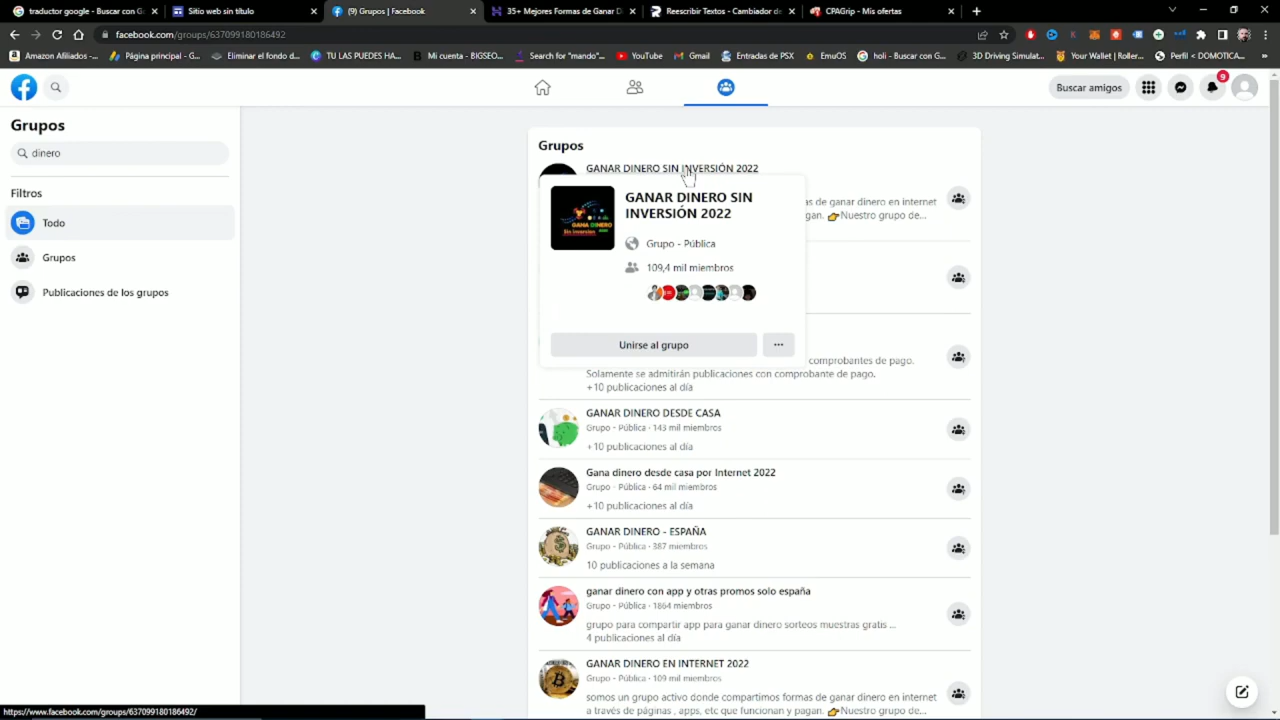 traductor google - Buscar con G
Sitio web sin título
(9) Grupos | Facebook
35+ Mejores Formas de Ganar D
Reescribir Textos - Cambiador de
CPAGrip - Mis ofertas
facebook.com/groups/637099180186492
Amazon Afiliados -...
Página principal - G...
Eliminar el fondo d...
TU LAS PUEDES HA...
Mi cuenta - BIGSEO...
Search for "mando"...
YouTube
Gmail
Entradas de PSX
EmuOS
holi - Buscar con G...
3D Driving Simulat...
Your Wallet | Roller...
Perfil < DOMOTICA...
Buscar amigos
9
Grupos
dinero
Filtros
Todo
Grupos
Publicaciones de los grupos
Grupos
GANAR DINERO SIN INVERSIÓN 2022
GANAR DINERO SIN
INVERSIÓN 2022
Grupo - Pública
109,4 mil miembros
Unirse al grupo
as de ganar dinero en internet
gan. 👉Nuestro grupo de...
comprobantes de pago.
Solamente se admitirán publicaciones con comprobante de pago.
+10 publicaciones al día
GANAR DINERO DESDE CASA
Grupo - Pública · 143 mil miembros
+10 publicaciones al día
Gana dinero desde casa por Internet 2022
Grupo - Pública · 64 mil miembros
+10 publicaciones al día
GANAR DINERO - ESPAÑA
Grupo - Pública · 387 miembros
10 publicaciones a la semana
ganar dinero con app y otras promos solo españa
Grupo - Pública · 1864 miembros
grupo para compartir app para ganar dinero sorteos muestras gratis ...
4 publicaciones al día
GANAR DINERO EN INTERNET 2022
Grupo - Pública · 109 mil miembros
somos un grupo activo donde compartimos formas de ganar dinero en internet
a través de páginas , apps, etc que funcionan y pagan. 👉Nuestro grupo de...
https://www.facebook.com/groups/637099180186492/